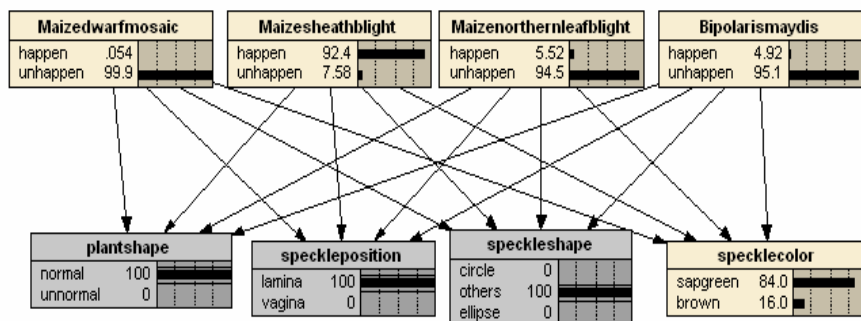 Maizedwarfmosaic
happen .054
unhappen 99.9
Maizesheathblight
happen 92.4
unhappen 7.58
Maizenorthernleafblight
happen 5.52
unhappen 94.5
Bipolarismaydis
happen 4.92
unhappen 95.1
plantshape
normal 100
unnormal 0
speckleposition
lamina 100
vagina 0
speckleshape
circle 0
others 100
ellipse 0
specklecolor
sapgreen 84.0
brown 16.0